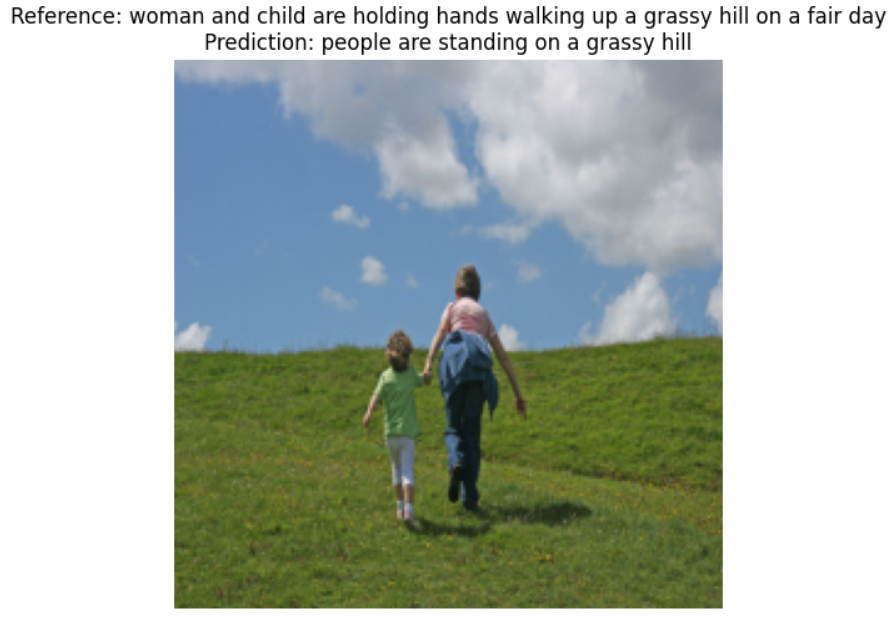 Reference: woman and child are holding hands walking up a grassy hill on a fair day
Prediction: people are standing on a grassy hill